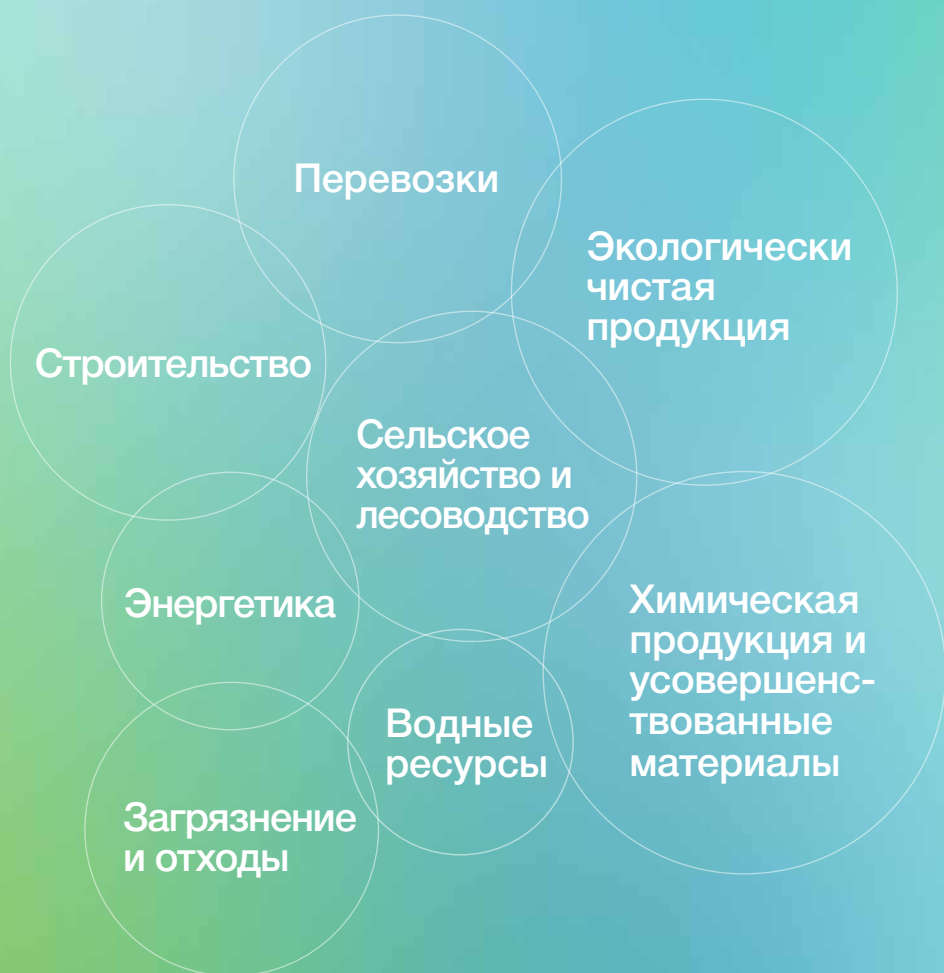 Перевозки
Экологически
чистая
продукция
Строительство
Сельское
хозяйство и
лесоводство
Энергетика
Химическая
продукция и
усовершенс-
твованные
материалы
Водные
ресурсы
Загрязнение
и отходы